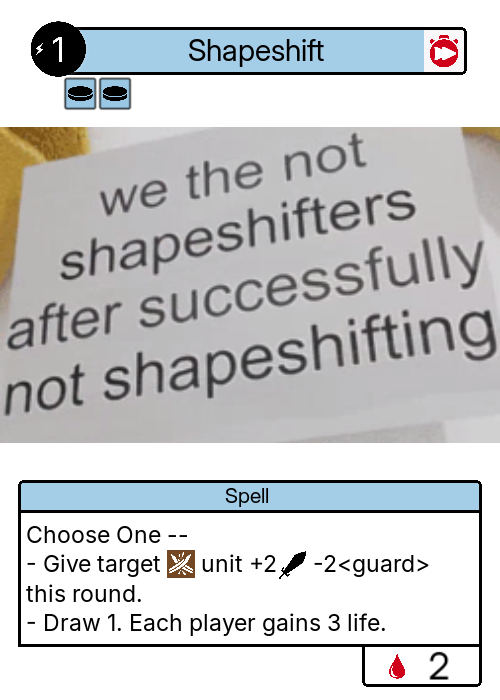 1
Shapeshift
we the not
shapeshifters
after successfully
not shapeshifting
Spell
Choose One --
- Give target unit +2 -2<guard>
this round.
- Draw 1. Each player gains 3 life.
2